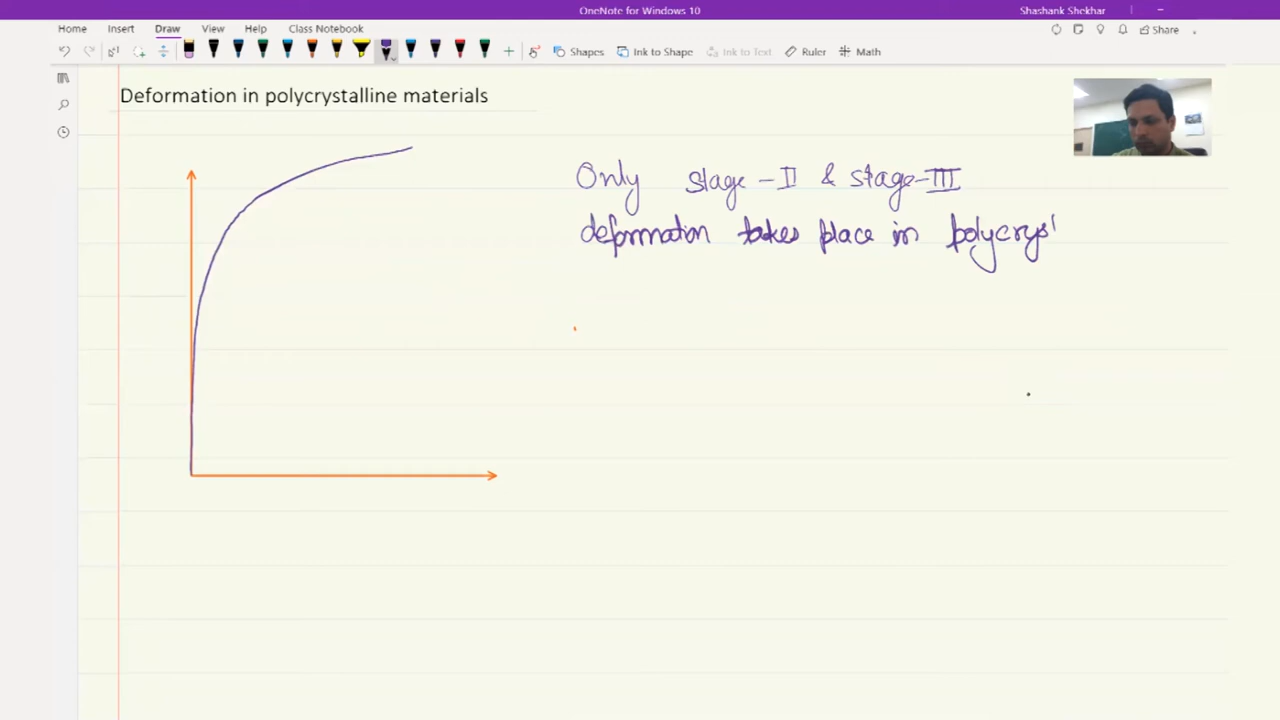 OneNote for Windows 10
Shashank Shekhar
Home Insert Draw View Help Class Notebook
Share
Shapes Ink to Shape Ink to Text Ruler Math
Deformation in polycrystalline materials
Only stage-II & stage-III
deformation takes place in polycrys